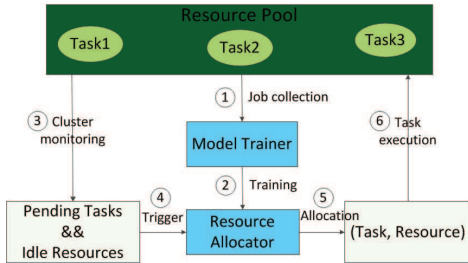 Resource Pool
Task1
Task2
Task3
1 Job collection
3 Cluster
monitoring
6 Task
execution
Model Trainer
2 Training
4
Trigger
5
Allocation
Pending Tasks
&&
Idle Resources
Resource
Allocator
(Task, Resource)